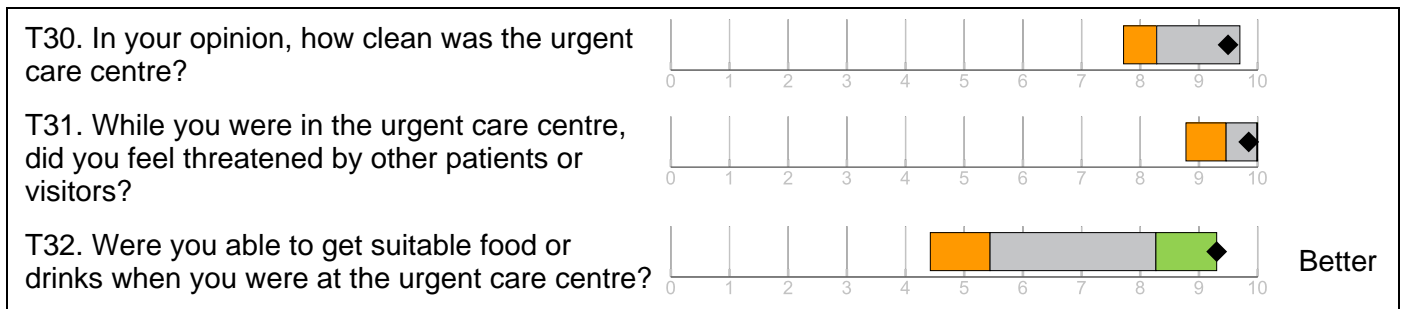 T30. In your opinion, how clean was the urgent
care centre?
0 1 2 3 4 5 6 7 8 9 10
T31. While you were in the urgent care centre,
did you feel threatened by other patients or
visitors?
0 1 2 3 4 5 6 7 8 9 10
T32. Were you able to get suitable food or
drinks when you were at the urgent care centre?
0 1 2 3 4 5 6 7 8 9 10
Better